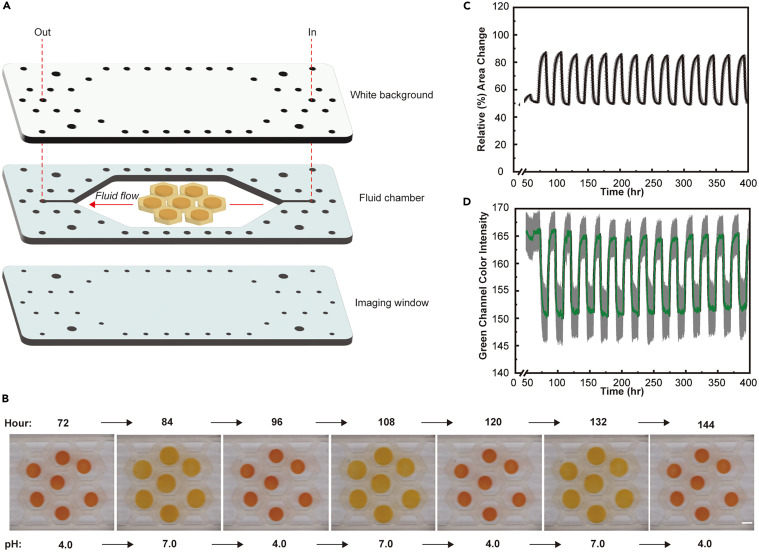 A
Out
In
White background
Fluid flow
Fluid chamber
Imaging window
B
Hour: 72 84 96 108 120 132 144
pH: 4.0 7.0 4.0 7.0 4.0 7.0 4.0
C
Relative (%) Area Change
120
100
80
60
40
20
0
0 50 100 150 200 250 300 350 400
Time (hr)
D
Green Channel Color Intensity
170
165
160
155
150
145
140
0 50 100 150 200 250 300 350 400
Time (hr)